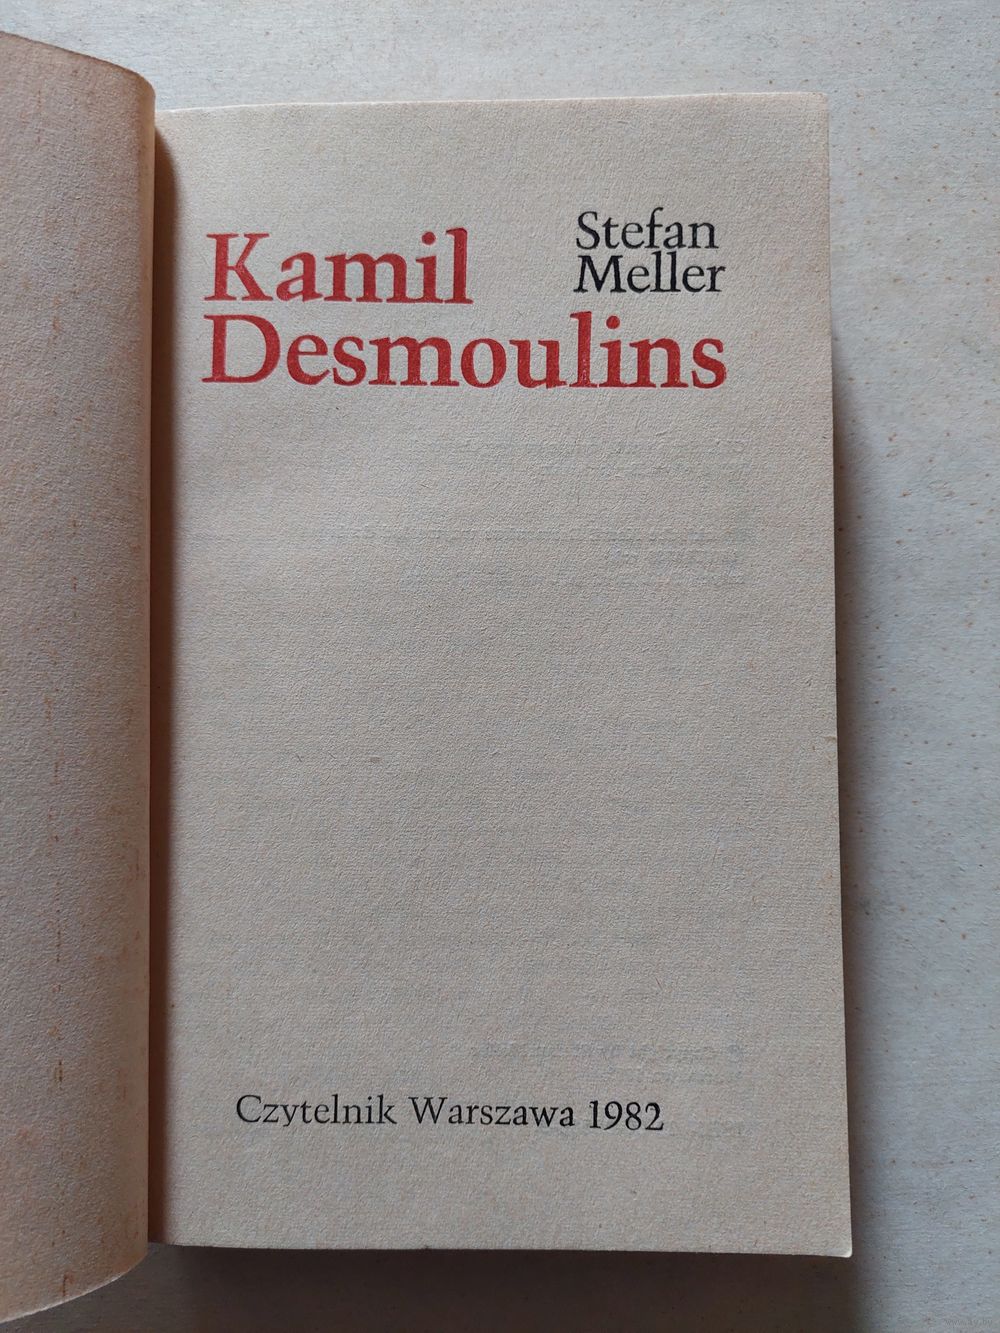 Stefan
Meller
Kamil
Desmoulins
Czytelnik Warszawa 1982